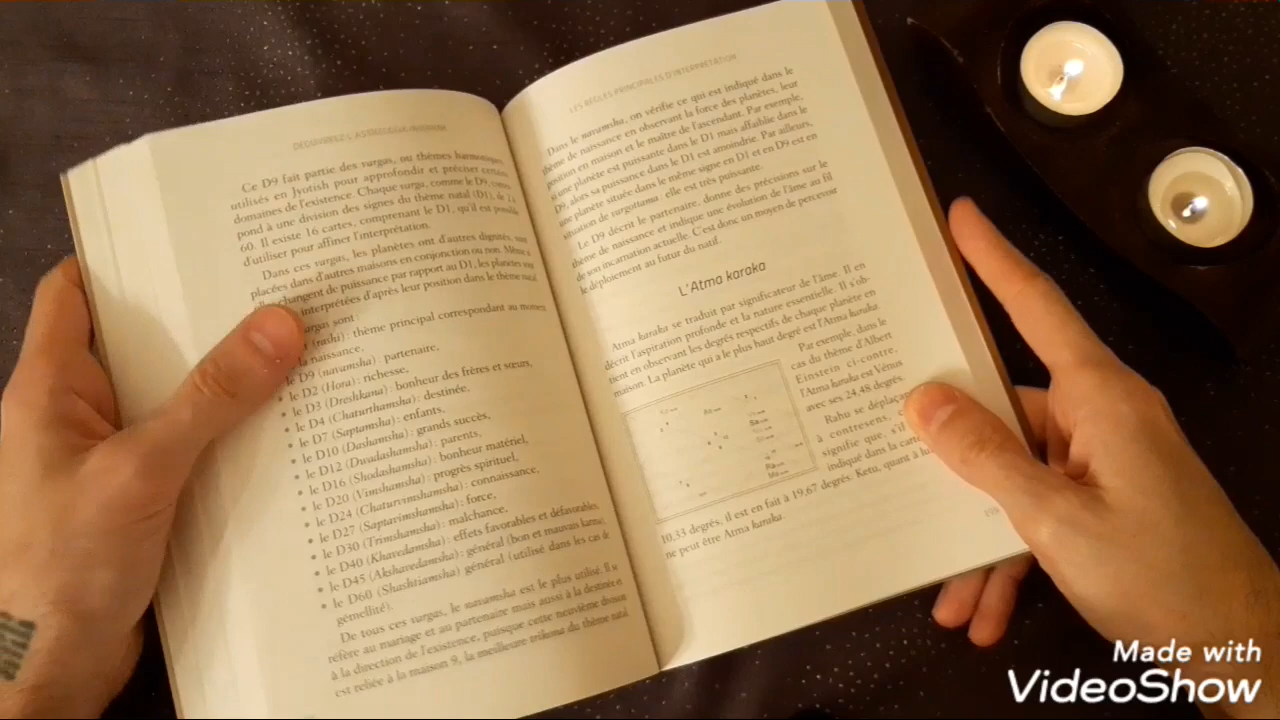 DÉCOUVREZ L'ASTROLOGIE INDIENNE
Ce D9 fait partie des vargas, ou thèmes harmoniques,
utilisés en Jyotish pour approfondir et préciser certains
domaines de l'existence. Chaque varga, comme le D9, corres-
pond à une division des signes du thème natal (D1), de 2 à
60. Il existe 16 cartes, comprenant le D1, qu'il est possible
d'utiliser pour affiner l'interprétation.
Dans ces vargas, les planètes ont d'autres dignités, sont
placées dans d'autres maisons en conjonction ou non. Même si
elles changent de puissance par rapport au D1, les planètes sont
interprétées d'après leur position dans le thème natal.
vargas sont :
(rashi) : thème principal correspondant au moment
la naissance,
• le D9 (navamsha) : partenaire,
• le D2 (Hora) : richesse,
• le D3 (Dreshkana) : bonheur des frères et sœurs,
• le D4 (Chaturthamsha) : destinée,
• le D7 (Saptamsha) : enfants,
• le D10 (Dashamsha) : grands succès,
• le D12 (Dwadashamsha) : parents,
• le D16 (Shodashamsha) : bonheur matériel,
• le D20 (Vimshamsha) : progrès spirituel,
• le D24 (Chaturvimshamsha) : connaissance,
• le D27 (Saptavimshamsha) : force,
• le D30 (Trimshamsha) : malchance,
• le D40 (Khavedamsha) : effets favorables et défavorables,
• le D45 (Akshavedamsha) : général (bon et mauvais karma),
• le D60 (Shashtiamsha) général (utilisé dans les cas de
gémellité).
De tous ces vargas, le navamsha est le plus utilisé. Il se
réfère au mariage et au partenaire mais aussi à la destinée et
à la direction de l'existence, puisque cette neuvième division
est reliée à la maison 9, la meilleure trikona du thème natal.
LES RÈGLES PRINCIPALES D'INTERPRÉTATION
Dans le navamsha, on vérifie ce qui est indiqué dans le
thème de naissance en observant la force des planètes, leur
position en maison et le maître de l'ascendant. Par exemple,
si une planète est puissante dans le D1 mais affaiblie dans le
D9, alors sa puissance dans le D1 est amoindrie. Par ailleurs,
une planète située dans le même signe en D1 et en D9 est en
situation de vargottama : elle est très puissante.
Le D9 décrit le partenaire, donne des précisions sur le
thème de naissance et indique une évolution de l'âme au fil
de son incarnation actuelle. C'est donc un moyen de percevoir
le déploiement au futur du natif.
L'Atma karaka
Atma karaka se traduit par significateur de l'âme. Il en
décrit l'aspiration profonde et la nature essentielle. Il s'ob-
tient en observant les degrés respectifs de chaque planète en
maison. La planète qui a le plus haut degré est l'Atma karaka.
Par exemple, dans le
cas du thème d'Albert
Einstein ci-contre,
l'Atma karaka est Vénus
avec ses 24,48 degrés.
Rahu se déplaçant
à contresens,
signifie que, s'il
indiqué dans la carte
10,33 degrés, il est en fait à 19,67 degrés. Ketu, quant à lui,
ne peut être Atma karaka.
Made with
VideoShow